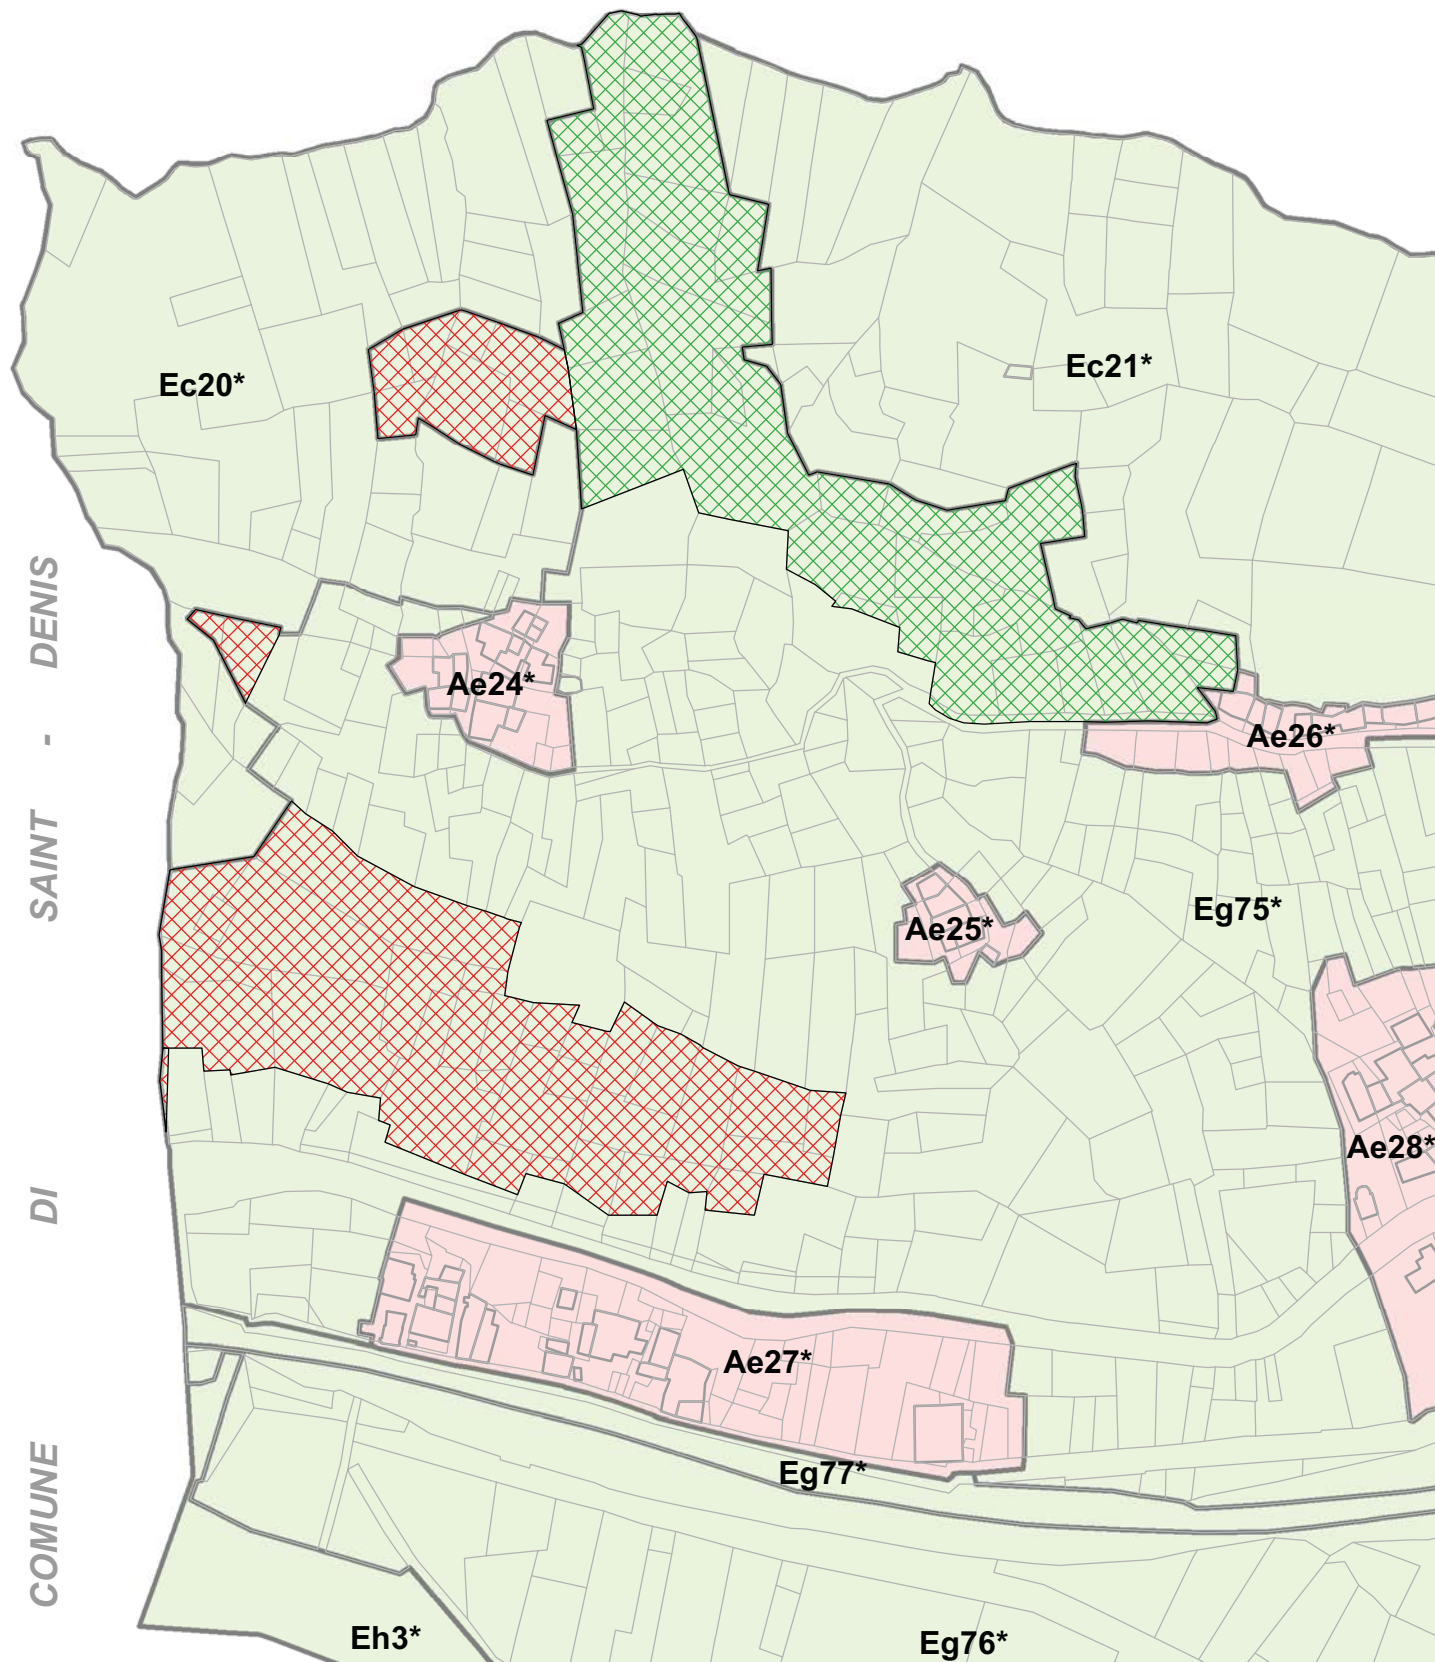 Ec20*
Ec21*
Ae24*
Ae26*
Ae25*
Eg75*
Ae28*
Ae27*
Eg77*
Eh3*
Eg76*
COMUNE DI SAINT - DENIS